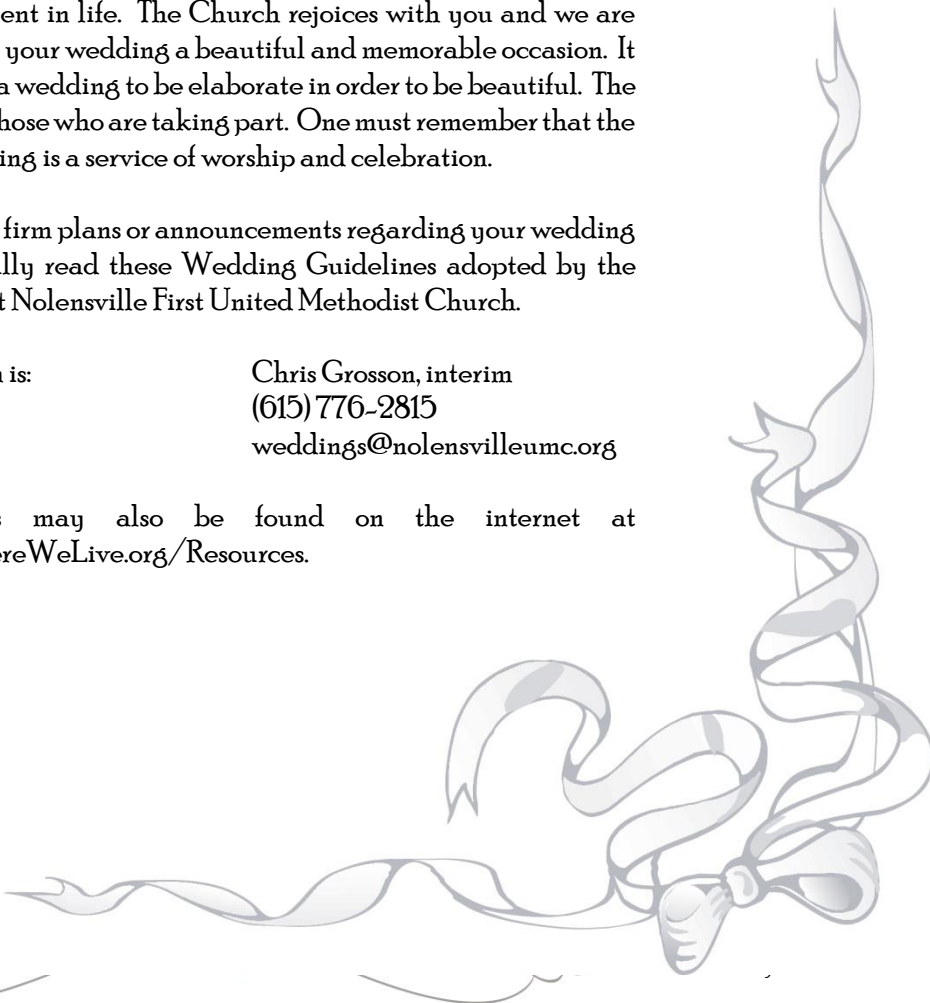 ent in life. The Church rejoices with you and we are
your wedding a beautiful and memorable occasion. It
a wedding to be elaborate in order to be beautiful. The
hose who are taking part. One must remember that the
ing is a service of worship and celebration.
firm plans or announcements regarding your wedding
lly read these Wedding Guidelines adopted by the
t Nolensville First United Methodist Church.
n is: Chris Grosson, interim
(615) 776-2815
weddings@nolensvilleumc.org
s may also be found on the internet at
ereWeLive.org/Resources.